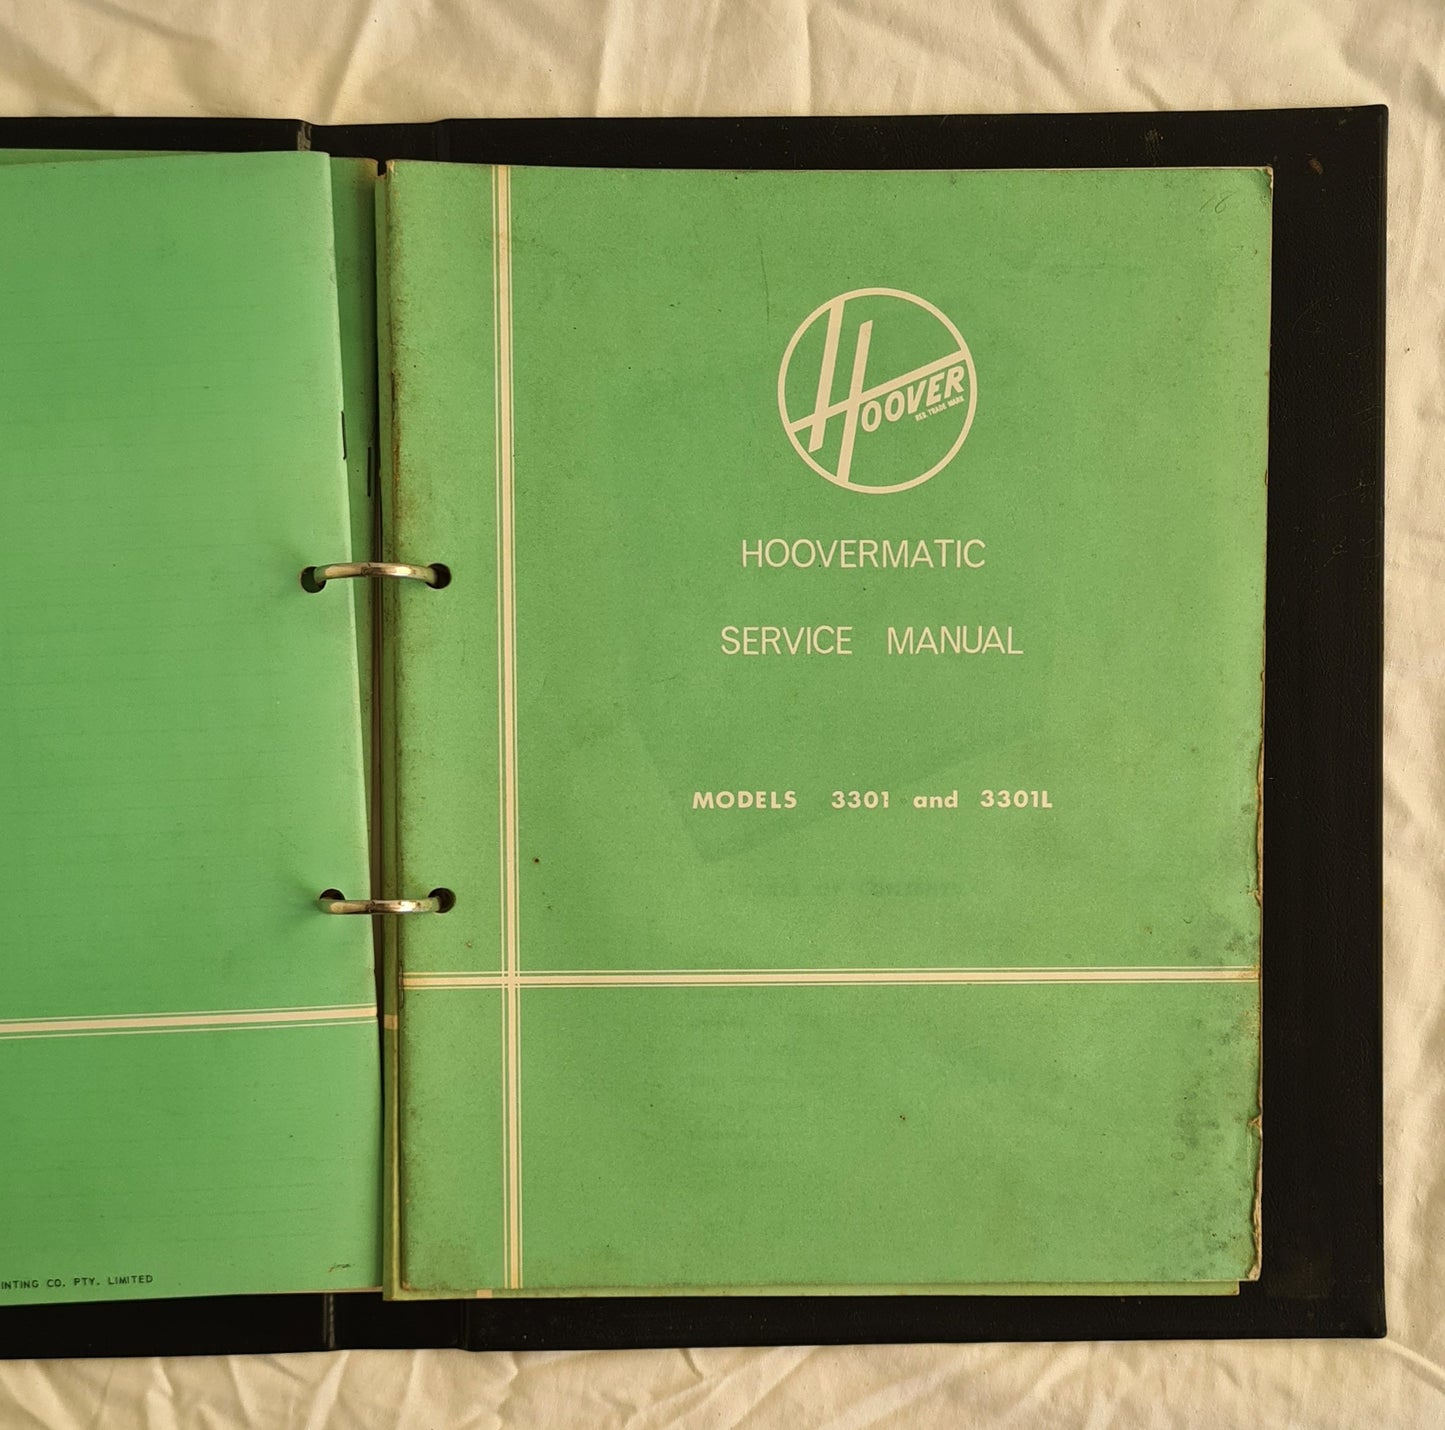 HOOVER
REG TRADE MARK
HOOVERMATIC
SERVICE MANUAL
MODELS 3301 and 3301L
INTING CO. PTY. LIMITED